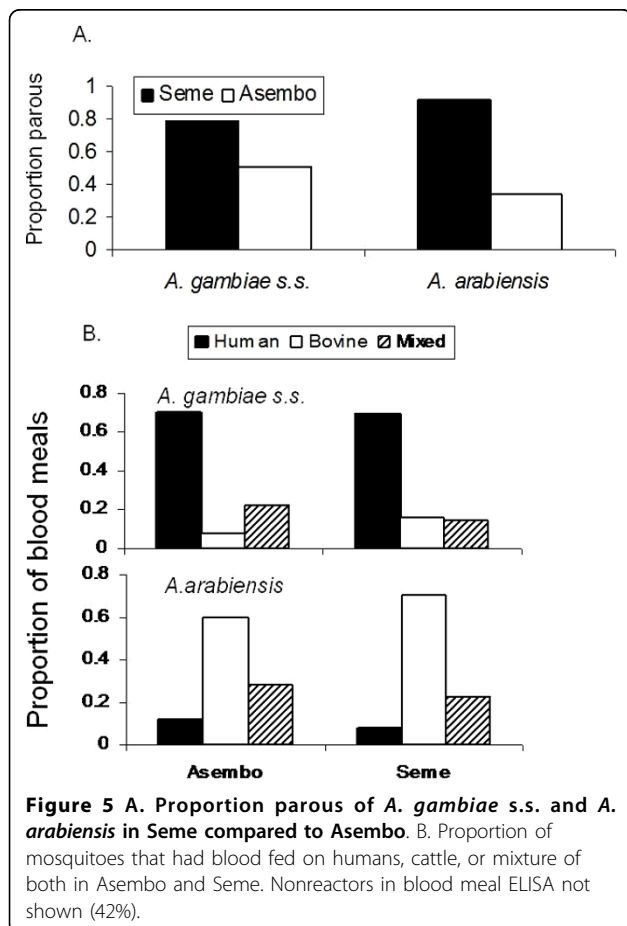 A.
Proportion parous
1
0.8
0.6
0.4
0.2
0
Seme Asembo
A. gambiae s.s. A. arabiensis
B.
Human Bovine Mixed
Proportion of blood meals
0.8
0.6
0.4
0.2
0
A. gambiae s.s.
0.8
0.6
0.4
0.2
0
A.arabiensis
Asembo Seme
Figure 5 A. Proportion parous of A. gambiae s.s. and A.
arabiensis in Seme compared to Asembo. B. Proportion of
mosquitoes that had blood fed on humans, cattle, or mixture of
both in Asembo and Seme. Nonreactors in blood meal ELISA not
shown (42%).